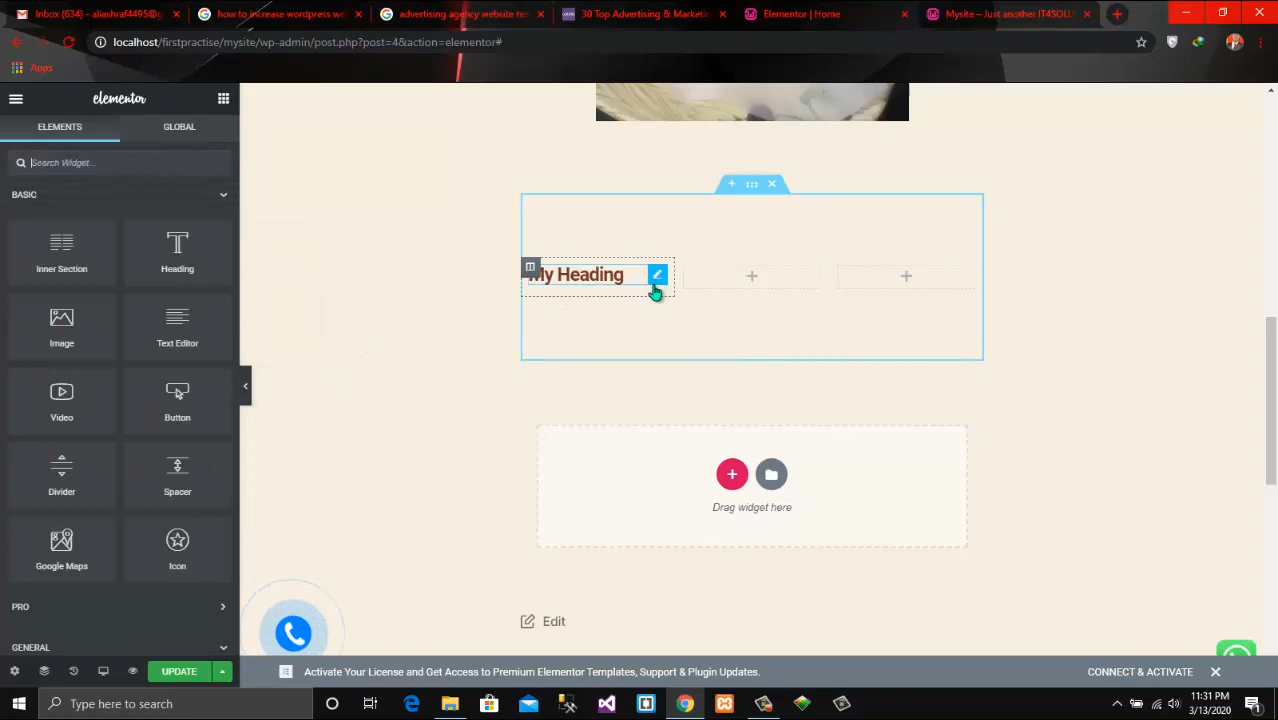 Inbox (634) - aliashraf4495@g
how to increase wordpress we
advertising agency website te
30 Top Advertising & Marketin
Elementor | Home
Mysite – Just another IT4SOLU
localhost/firstpractise/mysite/wp-admin/post.php?post=4&action=elementor#
Apps
elementor
ELEMENTS
GLOBAL
Search Widget...
BASIC
Inner Section
Heading
Image
Text Editor
Video
Button
Divider
Spacer
Google Maps
Icon
PRO
GENERAL
UPDATE
My Heading
Drag widget here
Edit
Activate Your License and Get Access to Premium Elementor Templates, Support & Plugin Updates.
CONNECT & ACTIVATE
Type here to search
11:31 PM
3/13/2020